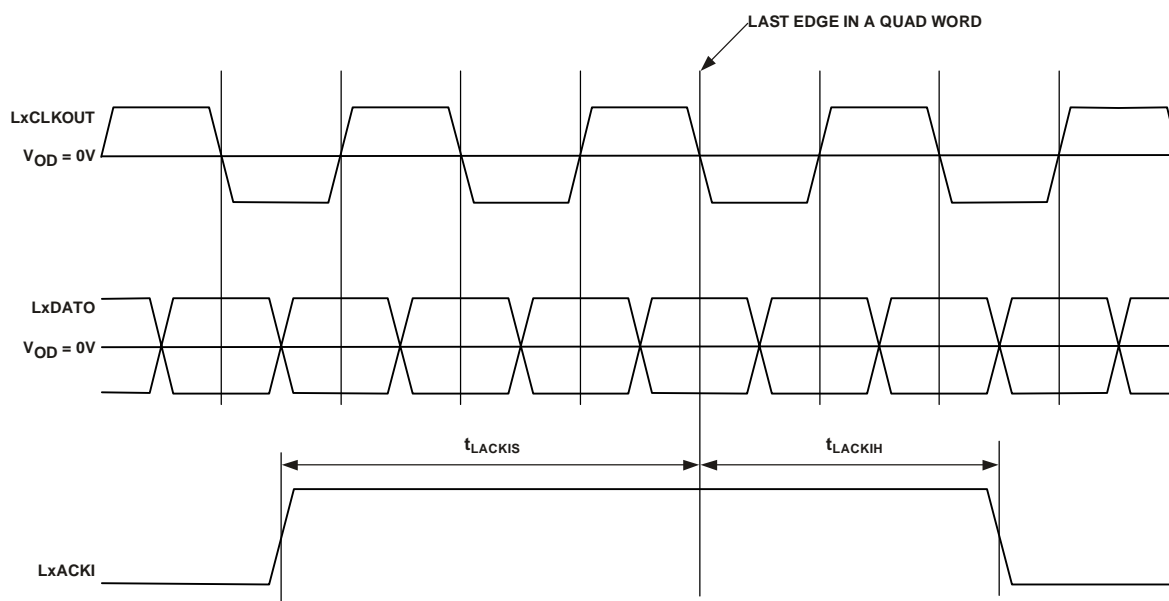 LAST EDGE IN A QUAD WORD
LxCLKOUT
VOD = 0V
LxDATO
VOD = 0V
tLACKIS
tLACKIH
LxACKI